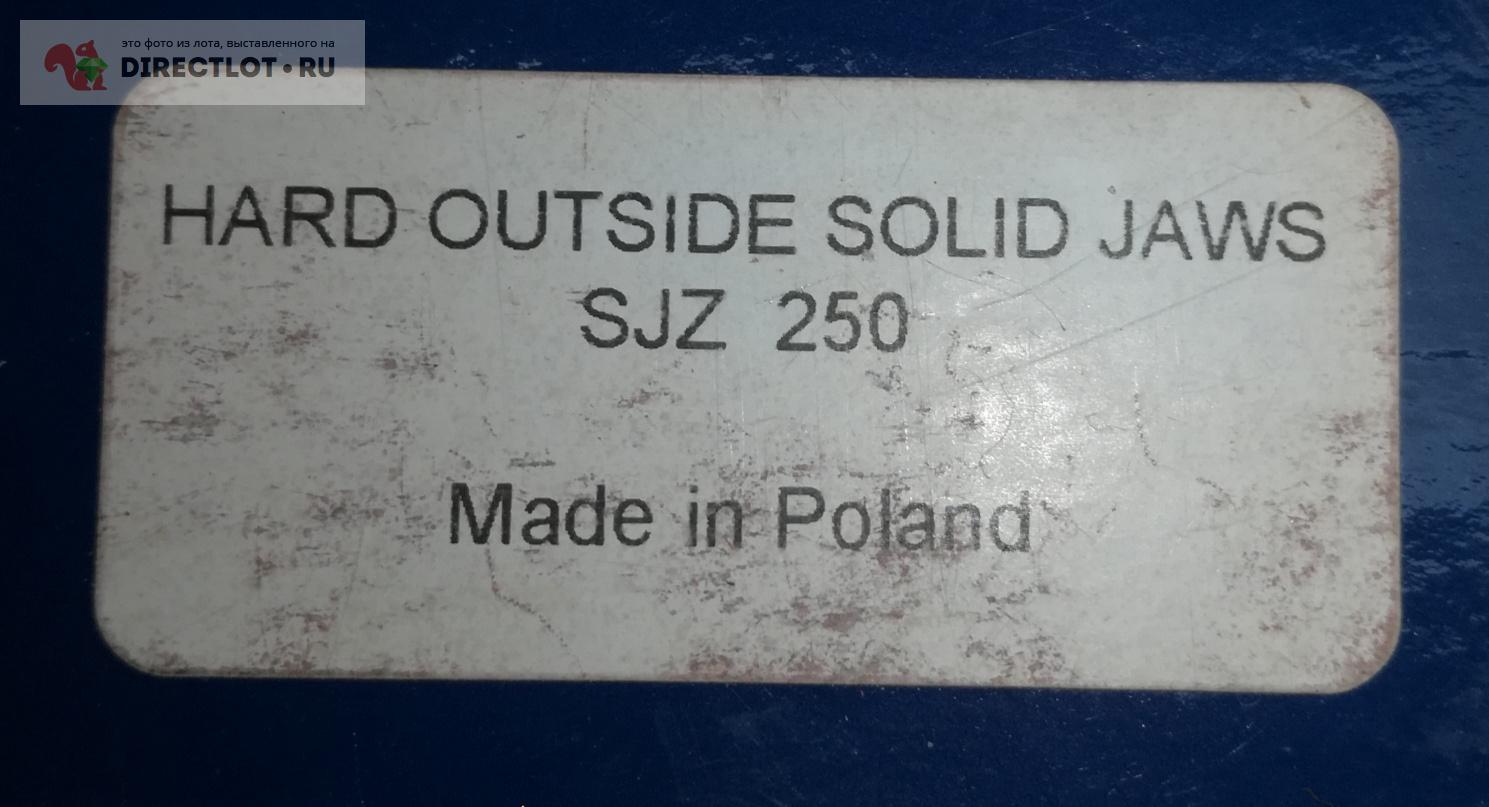 это фото из лота, выставленного на
DIRECTLOT•RU
HARD OUTSIDE SOLID JAWS
SJZ 250
Made in Poland